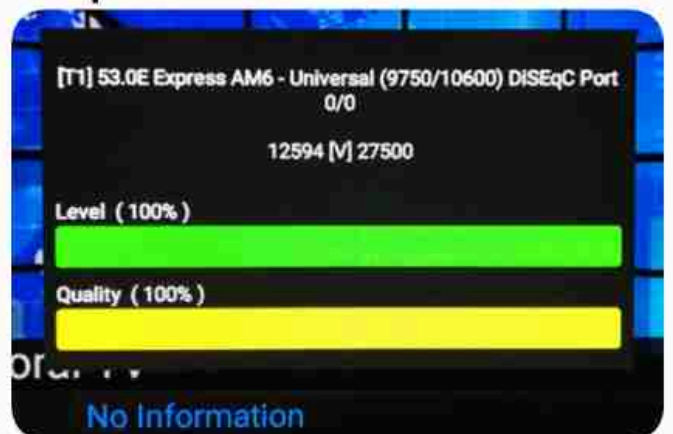 [T1] 53.0E Express AM6 - Universal (9750/10600) DiSEqC Port
0/0
12594 [V] 27500
Level ( 100% )
Quality ( 100% )
No Information